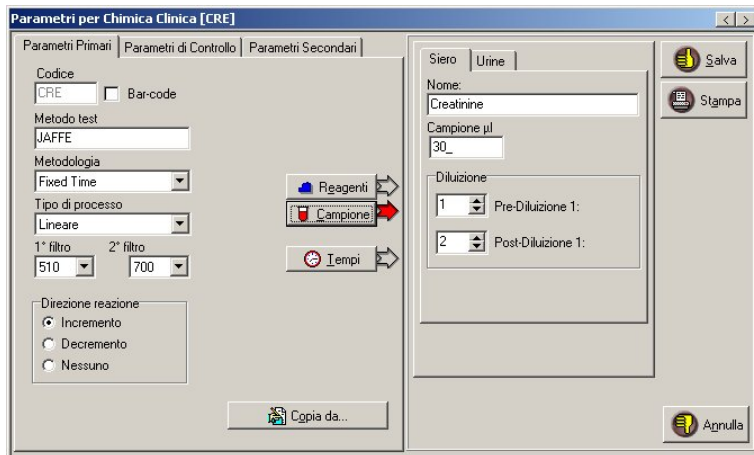 Parametri per Chimica Clinica [CRE]
Parametri Primari
Parametri di Controllo
Parametri Secondari
Codice
CRE
Bar-code
Metodo test
JAFFE
Metodologia
Fixed Time
Tipo di processo
Lineare
1° filtro
2° filtro
510
700
Direzione reazione
Incremento
Decremento
Nessuno
Reagenti
Campione
Tempi
Copia da...
Siero
Urine
Nome:
Creatinine
Campione µl
30_
Diluizione
1 Pre-Diluizione 1:
2 Post-Diluizione 1:
Salva
Stampa
Annulla